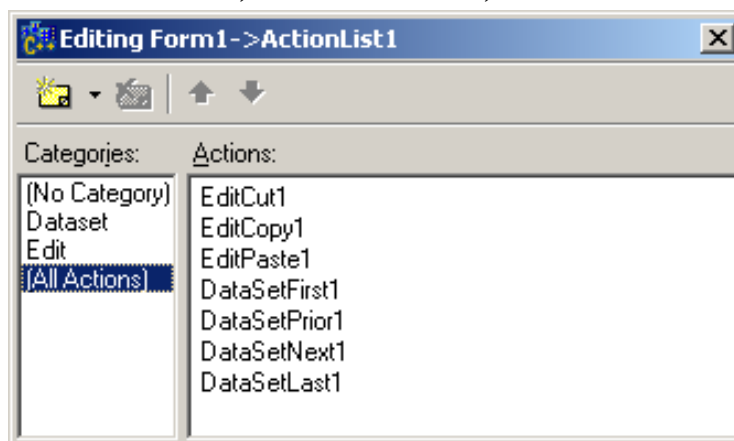 Editing Form1->ActionList1
Categories:
Actions:
(No Category)
Dataset
Edit
(All Actions)
EditCut1
EditCopy1
EditPaste1
DataSetFirst1
DataSetPrior1
DataSetNext1
DataSetLast1